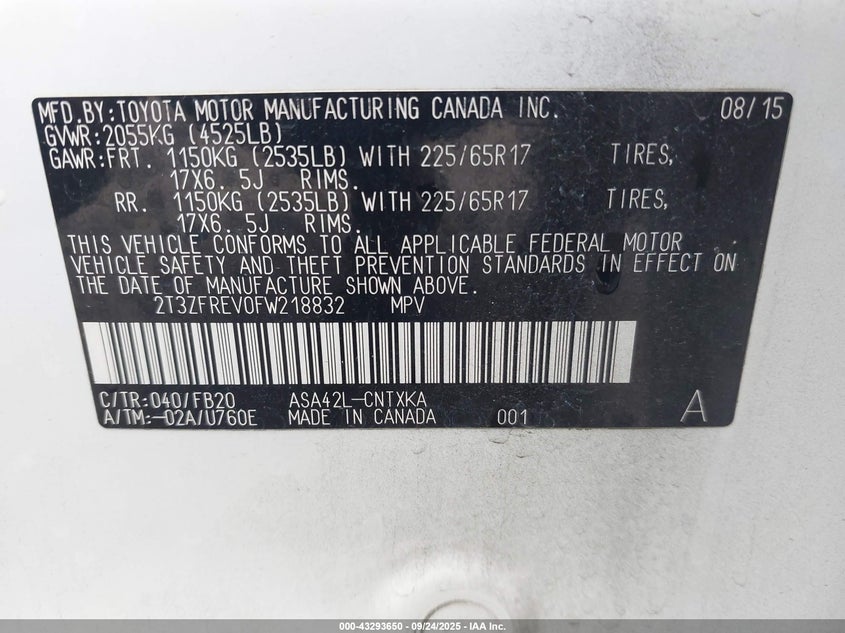 MFD.BY:TOYOTA MOTOR MANUFACTURING CANADA INC. 08/15
GVWR:2055KG (4525LB)
GAWR:FRT. 1150KG (2535LB) WITH 225/65R17 TIRES,
17X6.5J RIMS.
RR. 1150KG (2535LB) WITH 225/65R17 TIRES,
17X6.5J RIMS.
THIS VEHICLE CONFORMS TO ALL APPLICABLE FEDERAL MOTOR
VEHICLE SAFETY AND THEFT PREVENTION STANDARDS IN EFFECT ON
THE DATE OF MANUFACTURE SHOWN ABOVE.
2T3ZFREV0FW218832 MPV
C/TR:040/FB20 ASA42L-CNTXKA
A/TM:-02A/U760E MADE IN CANADA 001 A
000-43293650 - 09/24/2025 - IAA Inc.